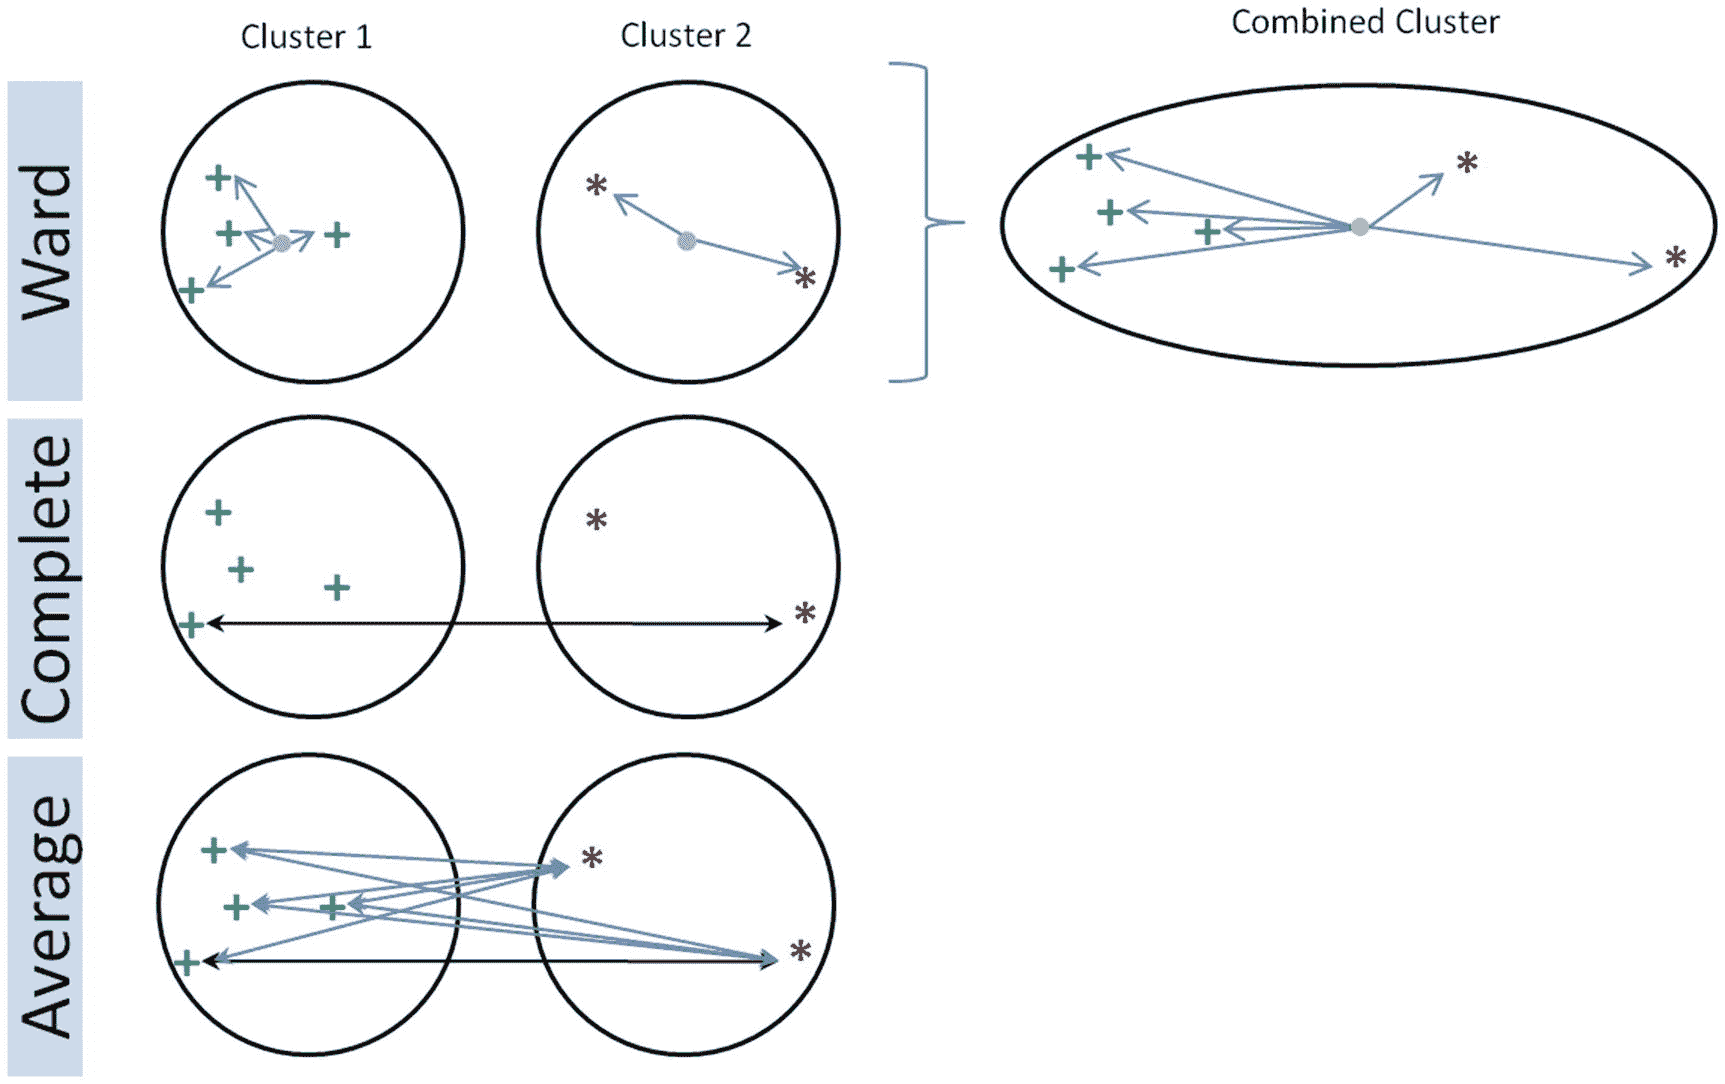 Cluster 1
Cluster 2
Combined Cluster
Ward
Complete
Average